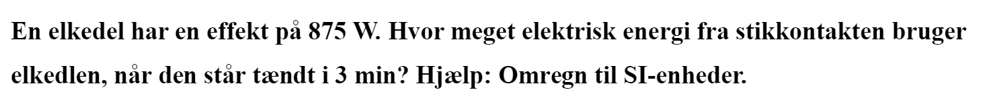 En elkedel har en effekt på 875 W. Hvor meget elektrisk energi fra stikkontakten bruger
elkedlen, når den står tændt i 3 min? Hjælp: Omregn til SI-enheder.